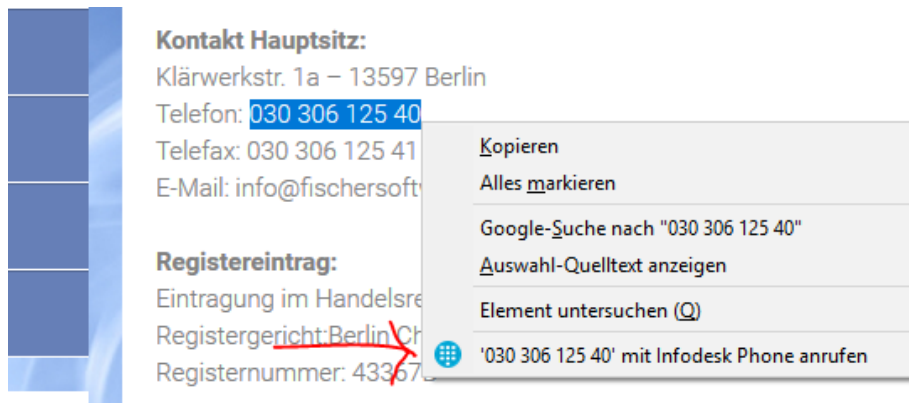 Kontakt Hauptsitz:
Klärwerkstr. 1a – 13597 Berlin
Telefon: 030 306 125 40
Telefax: 030 306 125 41
E-Mail: info@fischersoft
Registereintrag:
Eintragung im Handelsre
Registergericht:Berlin Ch
Registernummer: 43367
Kopieren
Alles markieren
Google-Suche nach "030 306 125 40"
Auswahl-Quelltext anzeigen
Element untersuchen (Q)
'030 306 125 40' mit Infodesk Phone anrufen